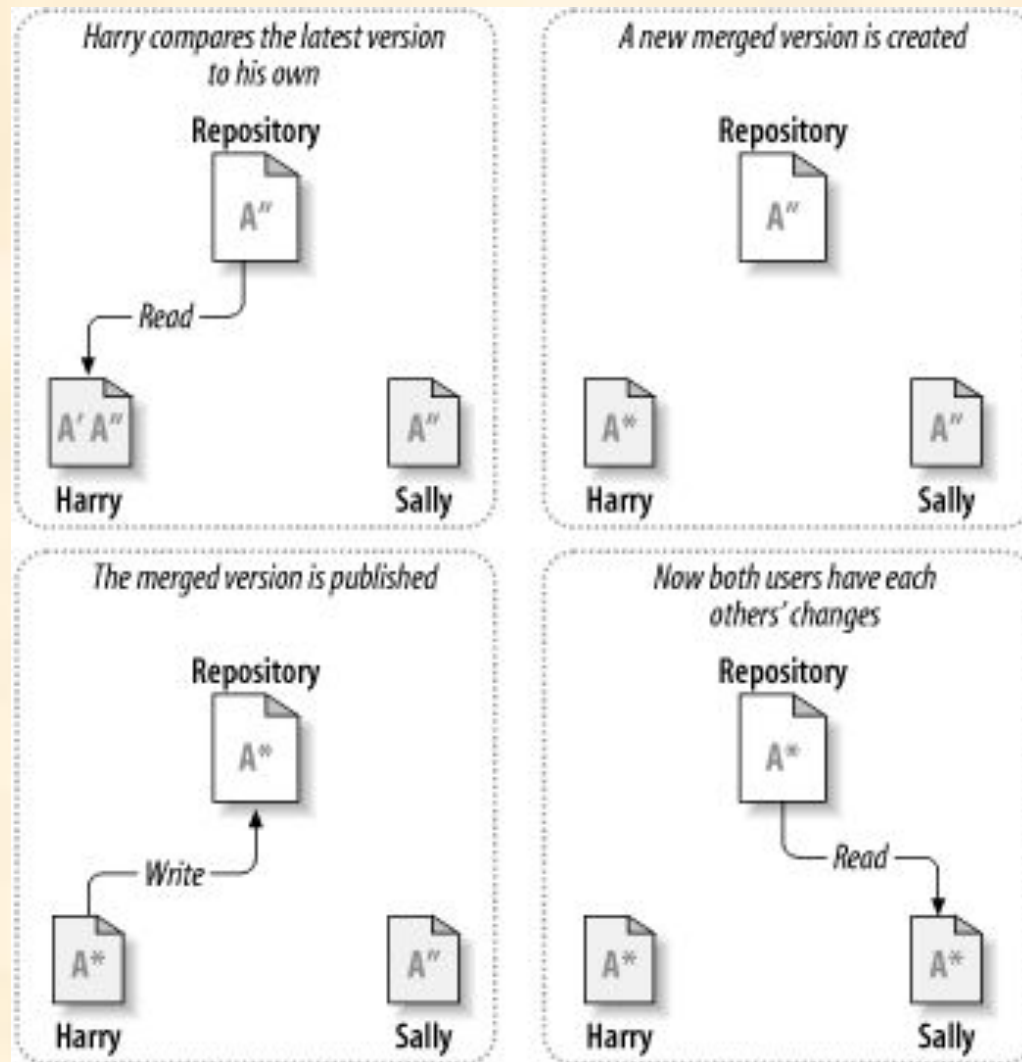 Harry compares the latest version
to his own
Repository
A"
Read
A' A"
A"
Harry
Sally
A new merged version is created
Repository
A"
A*
A"
Harry
Sally
The merged version is published
Repository
A*
Write
A*
A"
Harry
Sally
Now both users have each
others' changes
Repository
A*
Read
A*
A*
Harry
Sally